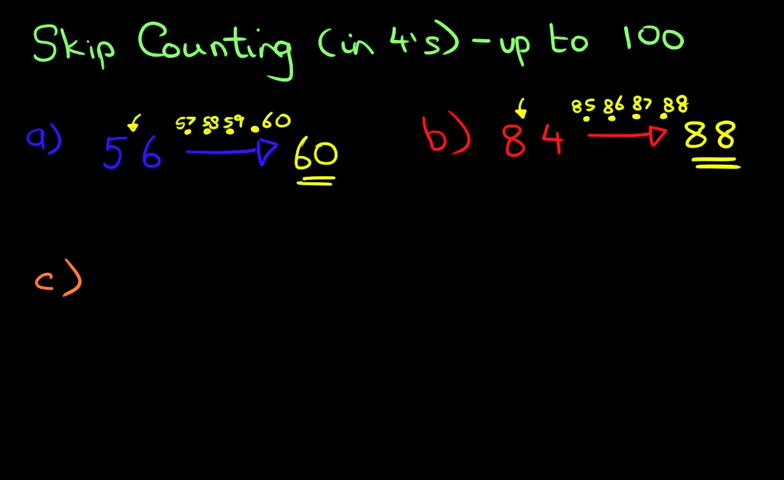 Skip Counting (in 4's) - up to 100
a) 56 57 58 59 60 60
b) 84 85 86 87 88 88
c)